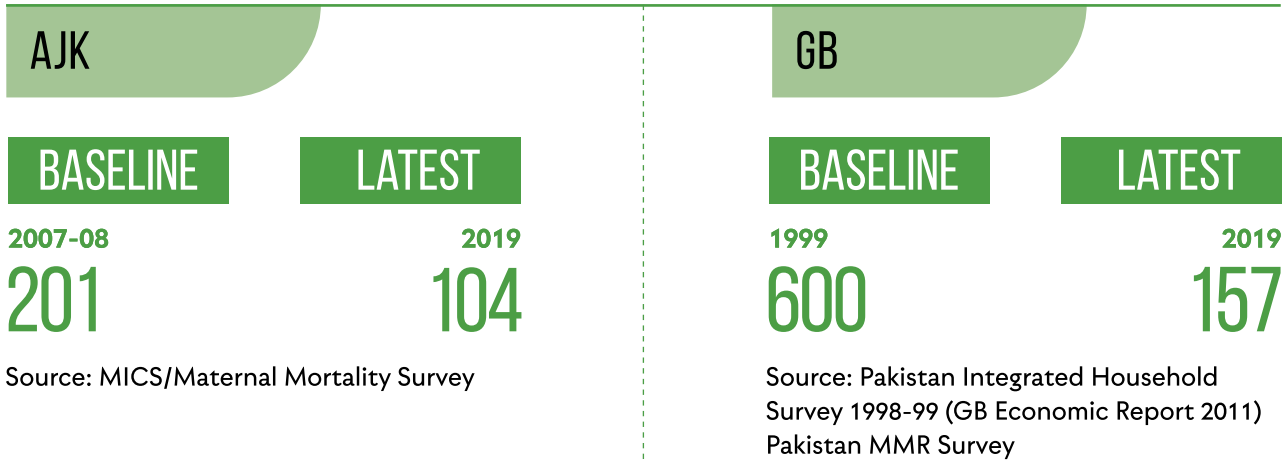 AJK
BASELINE
LATEST
2007-08
2019
201
104
Source: MICS/Maternal Mortality Survey
GB
BASELINE
LATEST
1999
2019
600
157
Source: Pakistan Integrated Household
Survey 1998-99 (GB Economic Report 2011)
Pakistan MMR Survey